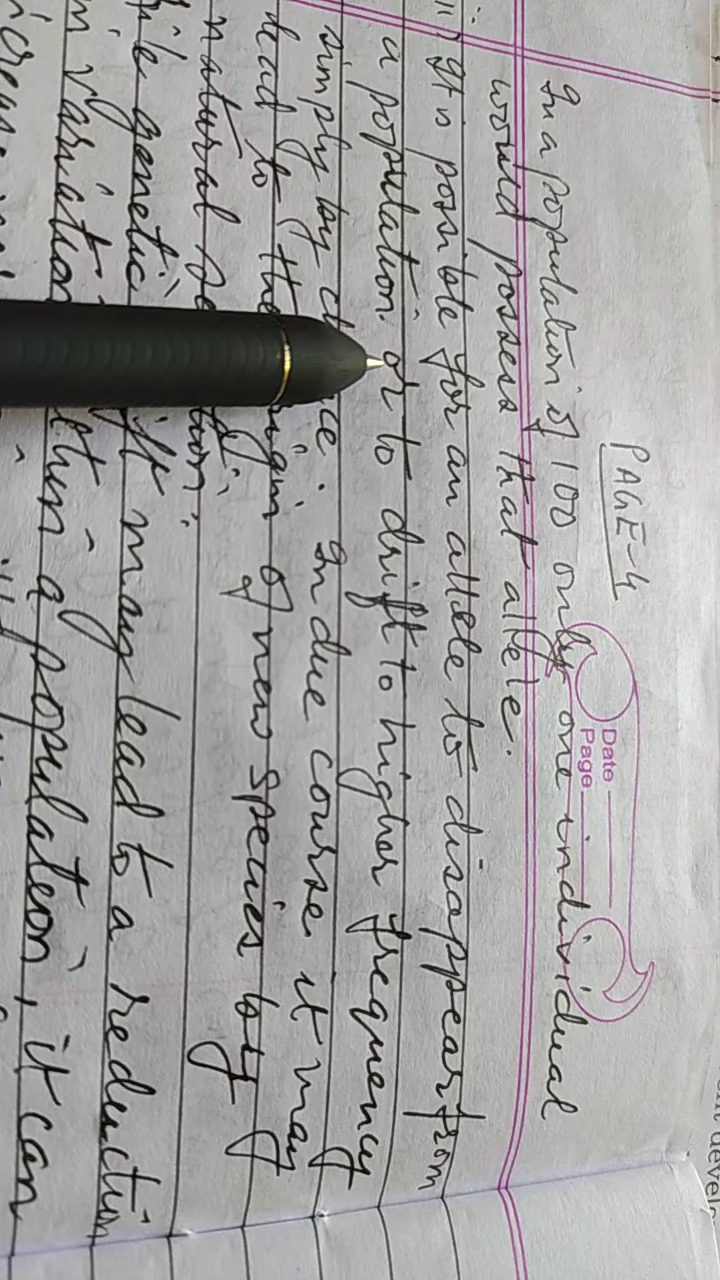 PAGE-4
Date
Page
In a population of 100 only one individual
would possess that allele.
ii) It is possible for an allele to disappear from
a population or to drift to higher frequency
simply by ce. In due course it may
lead to the origin of new species by
natural
genetic may lead to a reduction
in variation then a population, it can